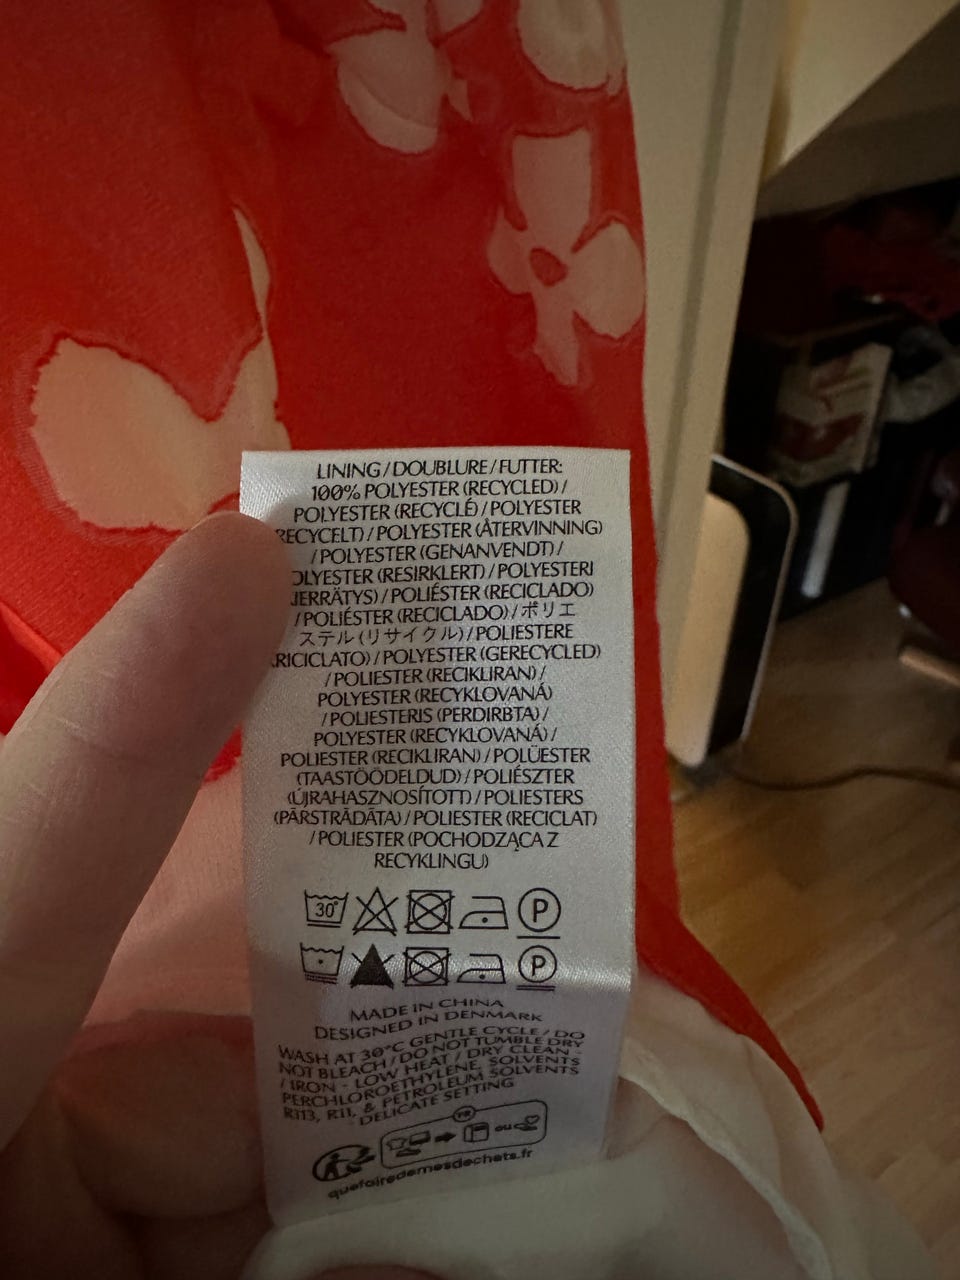 LINING / DOUBLURE / FUTTER:
100% POLYESTER (RECYCLED) /
POLYESTER (RECYCLÉ) / POLYESTER
RECYCELT) / POLYESTER (ÅTERVINNING)
/ POLYESTER (GENANVENDT) /
OLYESTER (RESIRKLERT) / POLYESTERI
JERRÄTYS) / POLIÉSTER (RECICLADO)
/ POLIÉSTER (RECICLADO) / ポリエ
ステル (リサイクル) / POLIESTERE
RICICLATO) / POLYESTER (GERECYCLED)
/ POLIESTER (RECIKLIRAN) /
POLYESTER (RECYKLOVANÁ)
/ POLIESTERIS (PERDIRBTA) /
POLYESTER (RECYKLOVANÁ) /
POLIESTER (RECIKLIRAN) / POLÜESTER
(TAASTÖÖDELDUD) / POLIÉSZTER
(ÚJRAHASZNOSÍTOTT) / POLIESTERS
(PĀRSTRĀDĀTA) / POLIESTER (RECICLAT)
/ POLIESTER (POCHODZĄCA Z
RECYKLINGU)
30° P
P
MADE IN CHINA
DESIGNED IN DENMARK
WASH AT 30°C GENTLE CYCLE / DO
NOT BLEACH / DO NOT TUMBLE DRY
/ IRON - LOW HEAT / DRY CLEAN -
PERCHLOROETHYLENE, SOLVENTS
R113, R11, & PETROLEUM SOLVENTS
- DELICATE SETTING
FR
ou
quefairedemesdechets.fr